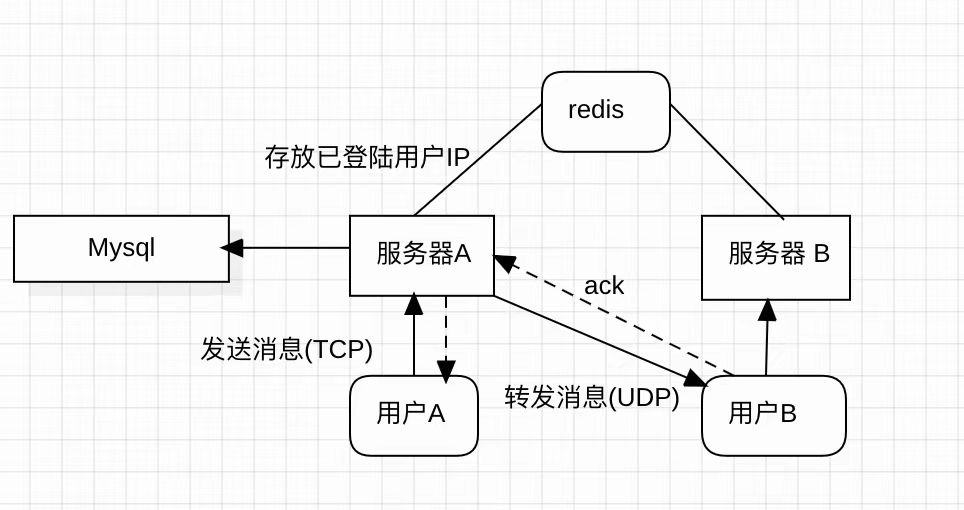 redis
存放已登陆用户IP
Mysql
服务器A
服务器 B
ack
发送消息(TCP)
转发消息(UDP)
用户A
用户B